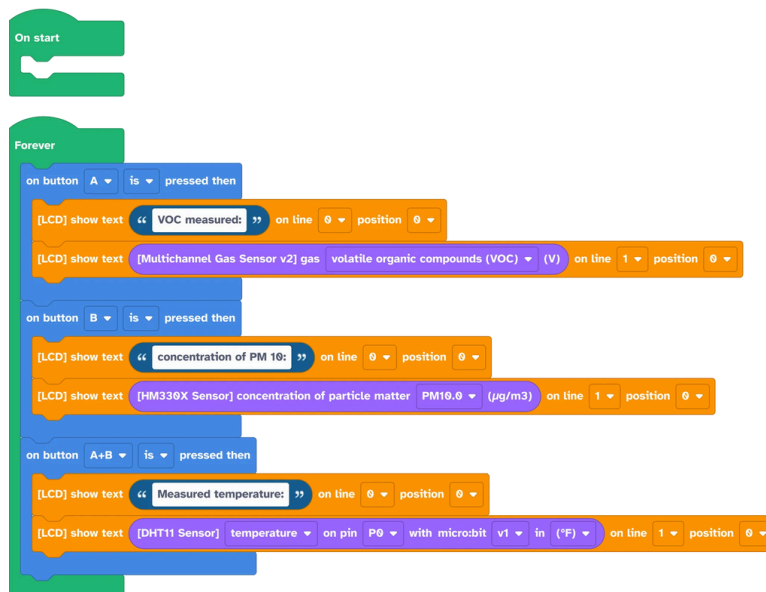 On start
Forever
on button A is pressed then
[LCD] show text “ VOC measured: ” on line 0 position 0
[LCD] show text [Multichannel Gas Sensor v2] gas volatile organic compounds (VOC) (V) on line 1 position 0
on button B is pressed then
[LCD] show text “ concentration of PM 10: ” on line 0 position 0
[LCD] show text [HM330X Sensor] concentration of particle matter PM10.0 (µg/m3) on line 1 position 0
on button A+B is pressed then
[LCD] show text “ Measured temperature: ” on line 0 position 0
[LCD] show text [DHT11 Sensor] temperature on pin P0 with micro:bit v1 in (°F) on line 1 position 0